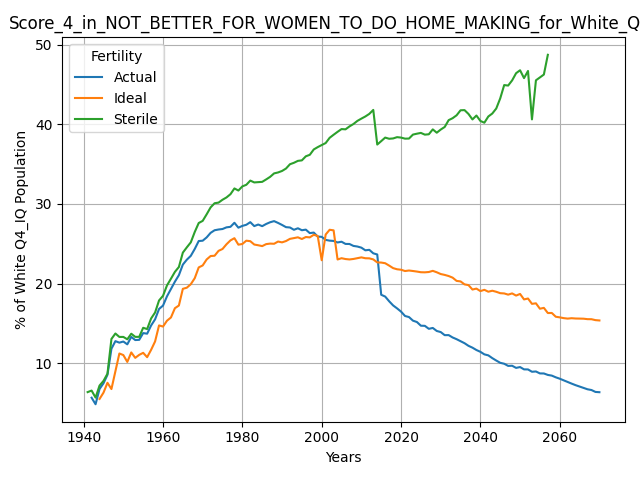 Score_4_in_NOT_BETTER_FOR_WOMEN_TO_DO_HOME_MAKING_for_White_Q
Fertility
Actual
Ideal
Sterile
% of White Q4_IQ Population
50
40
30
20
10
1940 1960 1980 2000 2020 2040 2060
Years